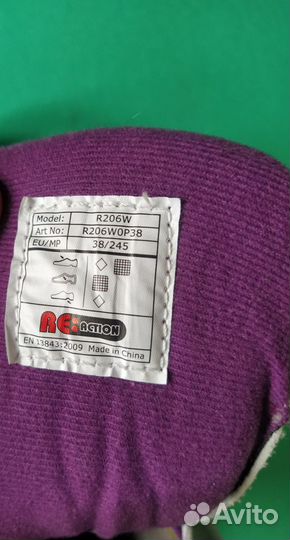 Model: R206W
Art No: R206W0P38
EU/MP 38/245
RE:ACTION
EN 13843:2009 Made in China
Avito